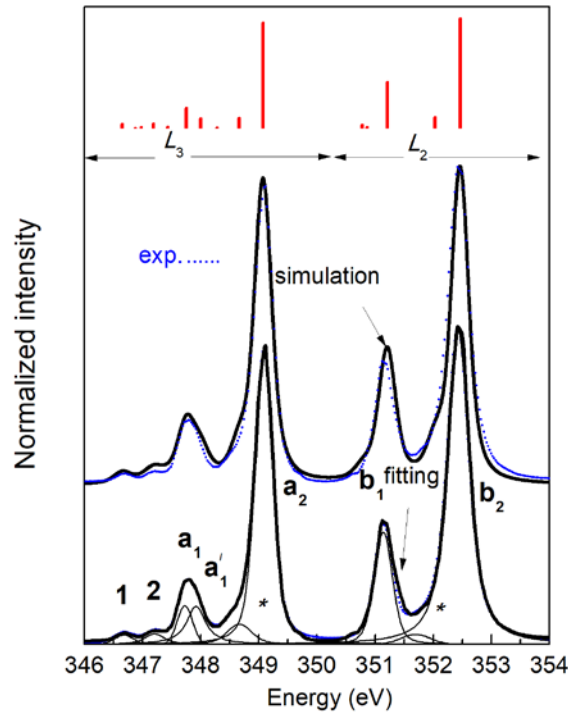 L₃
L₂
exp. ......
simulation
a₂
b₁
fitting
b₂
a₁
a₁′
1
2
*
*
346 347 348 349 350 351 352 353 354
Energy (eV)
Normalized intensity